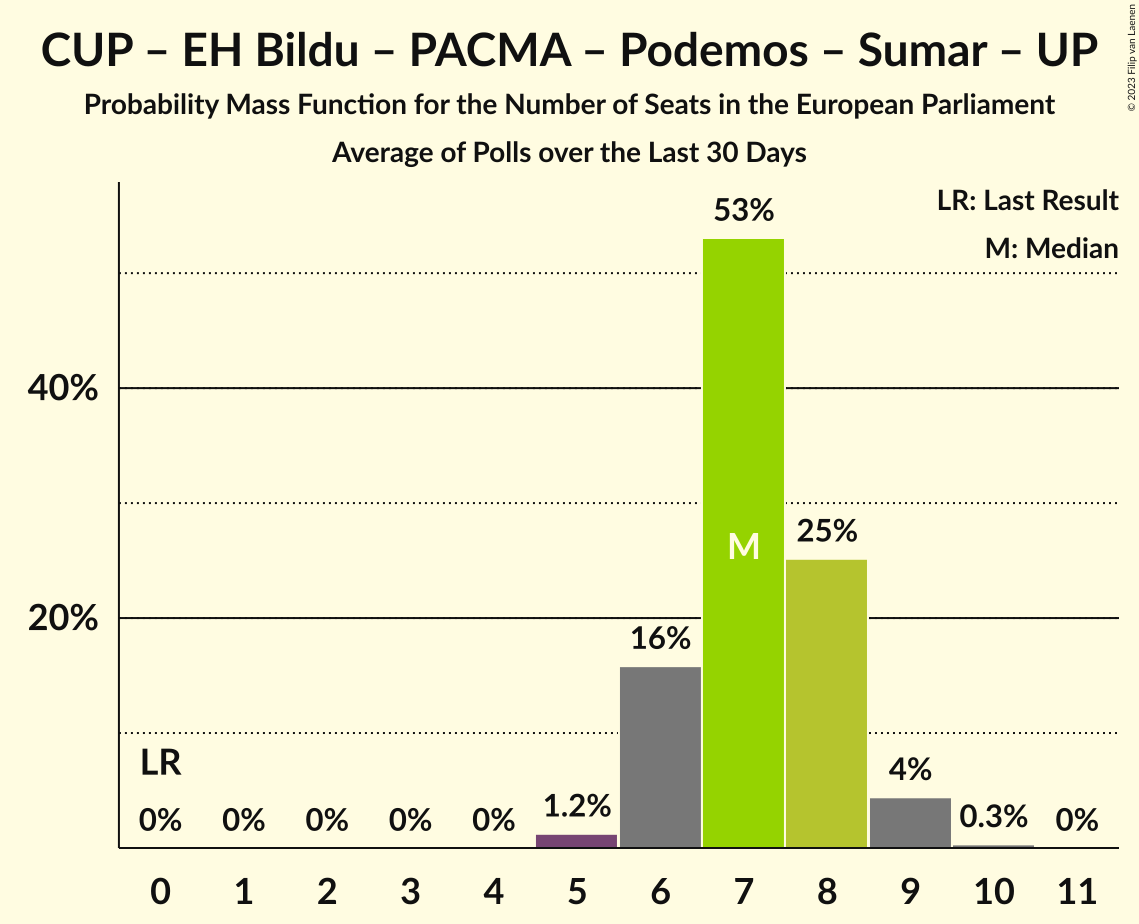 CUP – EH Bildu – PACMA – Podemos – Sumar – UP
Probability Mass Function for the Number of Seats in the European Parliament
Average of Polls over the Last 30 Days
© 2023 Filip van Laenen
LR: Last Result
M: Median
53%
40%
M
25%
20%
16%
LR
4%
0% 0% 0% 0% 0% 1.2% 0.3% 0%
0 1 2 3 4 5 6 7 8 9 10 11